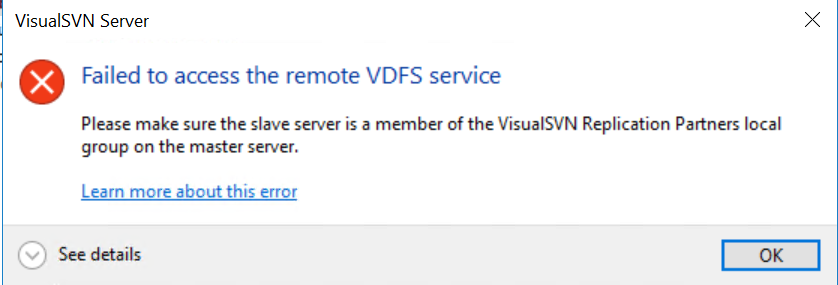 VisualSVN Server
Failed to access the remote VDFS service
Please make sure the slave server is a member of the VisualSVN Replication Partners local
group on the master server.
Learn more about this error
See details
OK